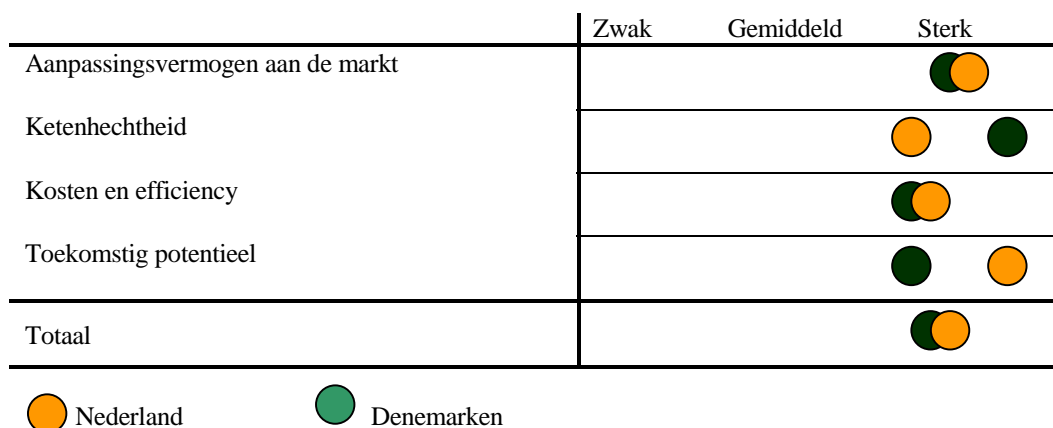 Zwak Gemiddeld Sterk
Aanpassingsvermogen aan de markt
Ketenhechtheid
Kosten en efficiency
Toekomstig potentieel
Totaal
Nederland Denemarken